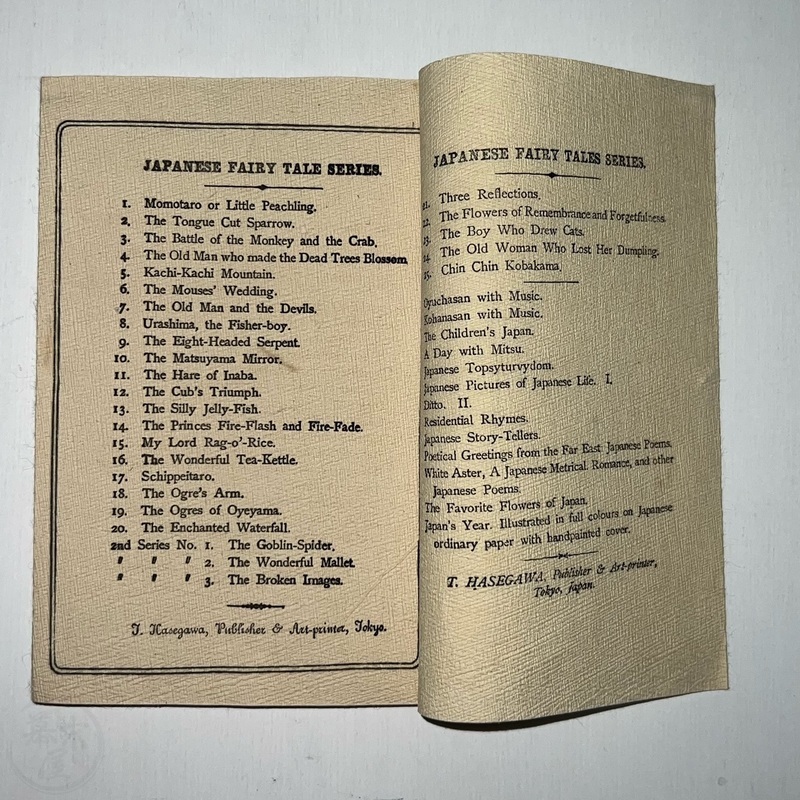 JAPANESE FAIRY TALE SERIES.
1. Momotaro or Little Peachling.
2. The Tongue Cut Sparrow.
3. The Battle of the Monkey and the Crab.
4. The Old Man who made the Dead Trees Blossom
5. Kachi-Kachi Mountain.
6. The Mouses' Wedding.
7. The Old Man and the Devils.
8. Urashima, the Fisher-boy.
9. The Eight-Headed Serpent
10. The Matsuyama Mirror.
11. The Hare of Inaba.
12. The Cub's Triumph.
13. The Silly Jelly-Fish.
14. The Princes Fire-Flash and Fire-Fade.
15. My Lord Rag-o'-Rice.
16. The Wonderful Tea-Kettle.
17. Schippeitaro.
18. The Ogre's Arm.
19. The Ogres of Oyeyama.
20. The Enchanted Waterfall.
2nd Series No. 1. The Goblin-Spider,
" " " 2. The Wonderful Mallet
" " " 3. The Broken Images.
T. Hasegawa, Publisher & Art-printer, Tokyo.
JAPANESE FAIRY TALES SERIES.
21. Three Reflections.
22. The Flowers of Remembrance and Forgetfulness.
23. The Boy Who Drew Cats.
24. The Old Woman Who Lost Her Dumpling.
25. Chin Chin Kobakama.
Oyuchasan with Music.
Kohanasan with Music.
The Children's Japan.
A Day with Mitsu.
Japanese Topsyturvydom.
Japanese Pictures of Japanese Life. I.
Ditto. II.
Residential Rhymes.
Japanese Story-Tellers.
Poetical Greetings from the Far East Japanese Poems.
White Aster, A Japanese Metrical Romance, and other
Japanese Poems.
The Favorite Flowers of Japan.
Japan's Year. Illustrated in full colours on Japanese
ordinary paper with handpainted cover.
T. HASEGAWA, Publisher & Art-printer,
Tokyo, Japan.